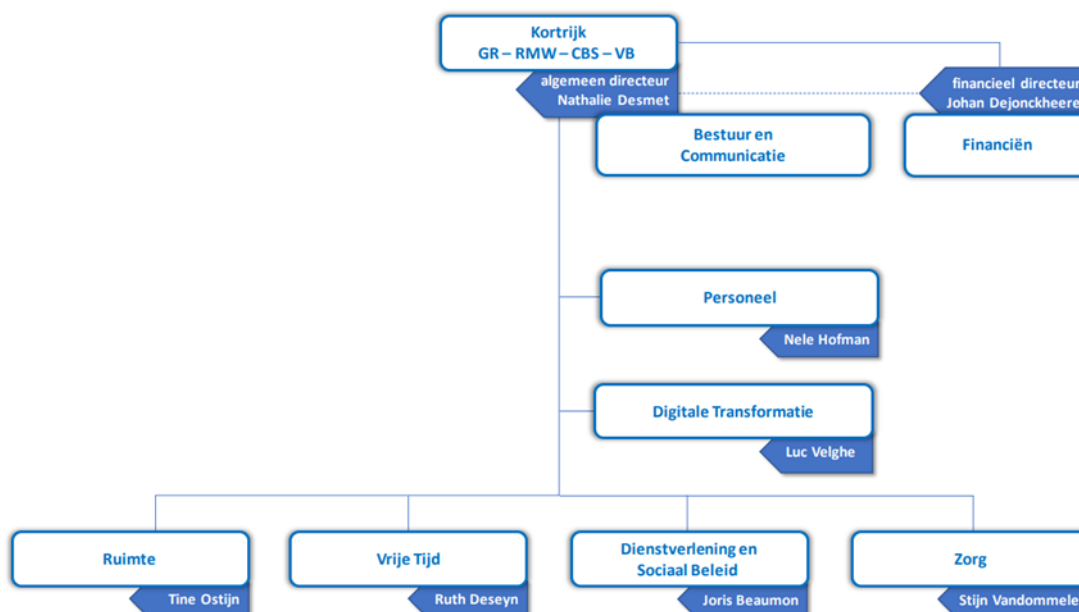 Kortrijk
GR – RMW – CBS – VB
algemeen directeur
Nathalie Desmet
financieel directeur
Johan Dejonckheere
Bestuur en
Communicatie
Financiën
Personeel
Nele Hofman
Digitale Transformatie
Luc Velghe
Ruimte
Tine Ostijn
Vrije Tijd
Ruth Deseyn
Dienstverlening en
Sociaal Beleid
Joris Beaumon
Zorg
Stijn Vandommele